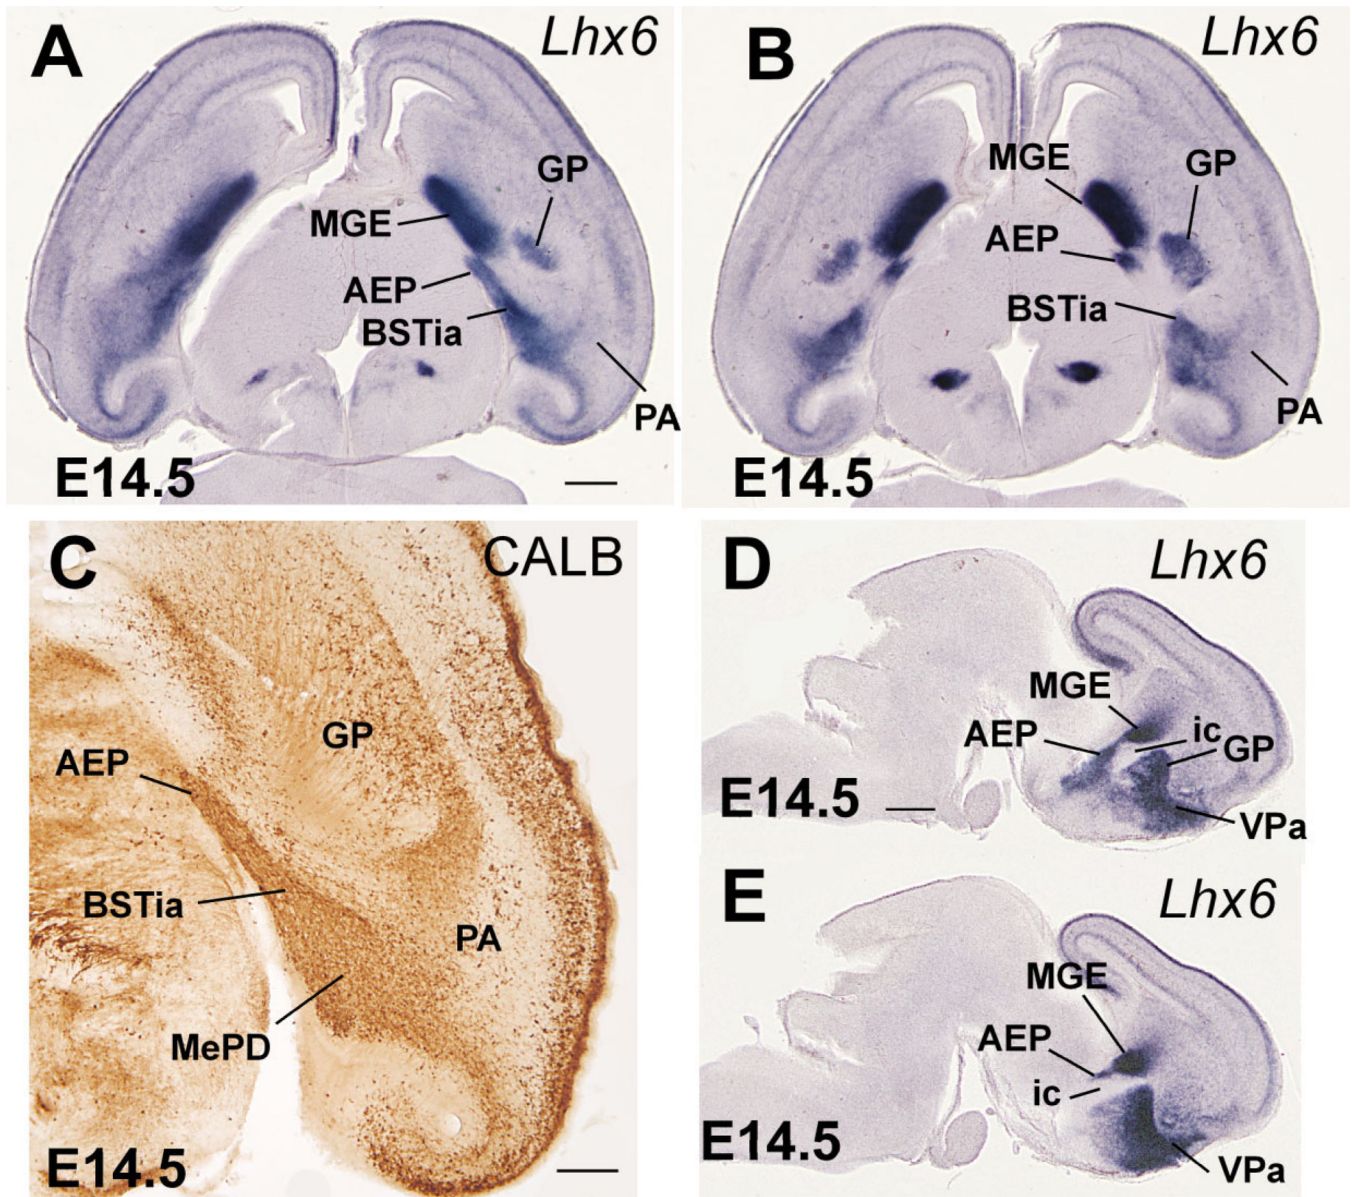 A
Lhx6
GP
MGE
AEP
BSTia
PA
E14.5
B
Lhx6
MGE
GP
AEP
BSTia
PA
E14.5
C
CALB
GP
AEP
BSTia
PA
MePD
E14.5
D
Lhx6
MGE
ic
AEP
GP
E14.5
VPa
E
Lhx6
MGE
AEP
ic
E14.5
VPa